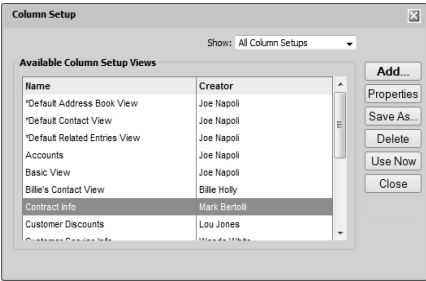 Column Setup
Show: All Column Setups
Available Column Setup Views
Name Creator
*Default Address Book View Joe Napoli
*Default Contact View Joe Napoli
*Default Related Entries View Joe Napoli
Accounts Joe Napoli
Basic View Joe Napoli
Billie's Contact View Billie Holly
Contract Info Mark Bertolli
Customer Discounts Lou Jones
Add...
Properties
Save As...
Delete
Use Now
Close